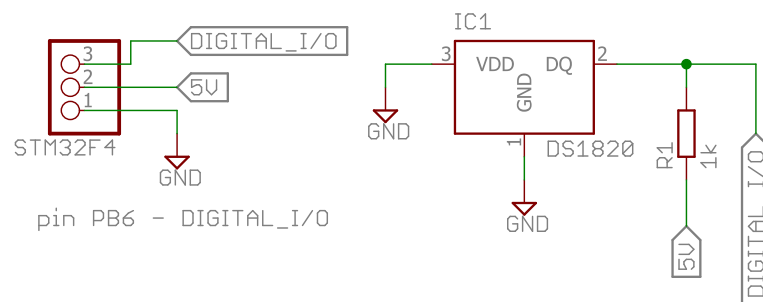 IC1
3
DIGITAL_I/O
2
5V
1
STM32F4
GND
pin PB6 - DIGITAL_I/O
3
VDD
DQ
2
GND
1
DS1820
GND
GND
R1
1k
5V
DIGITAL I/O